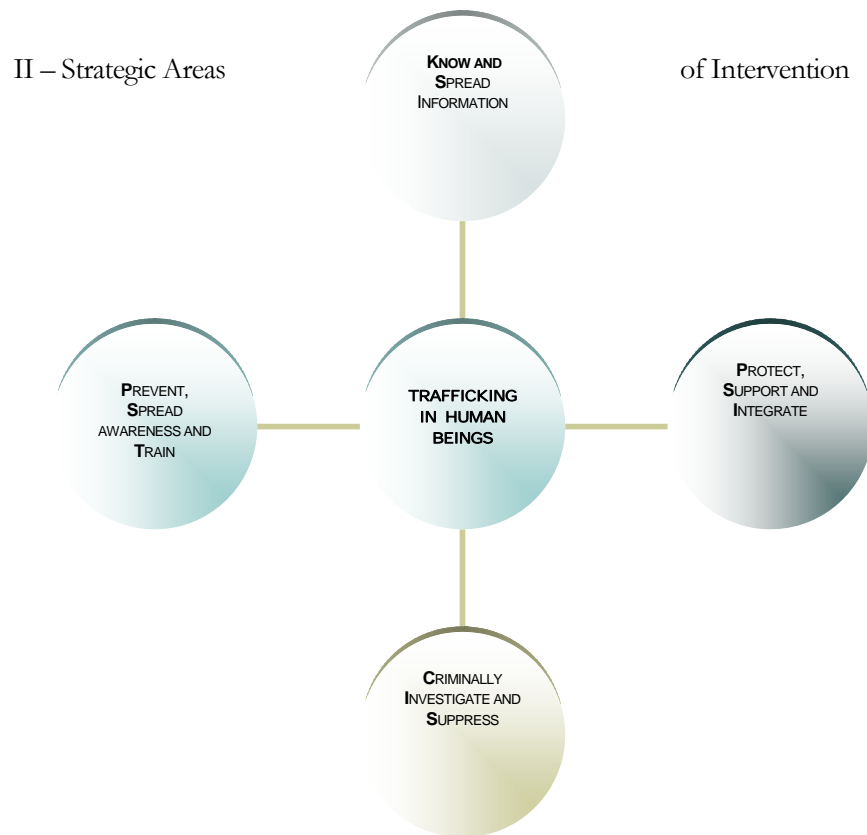 II – Strategic Areas of Intervention
KNOW AND
SPREAD
INFORMATION
PREVENT,
SPREAD
AWARENESS AND
TRAIN
TRAFFICKING
IN HUMAN
BEINGS
PROTECT,
SUPPORT AND
INTEGRATE
CRIMINALLY
INVESTIGATE AND
SUPPRESS